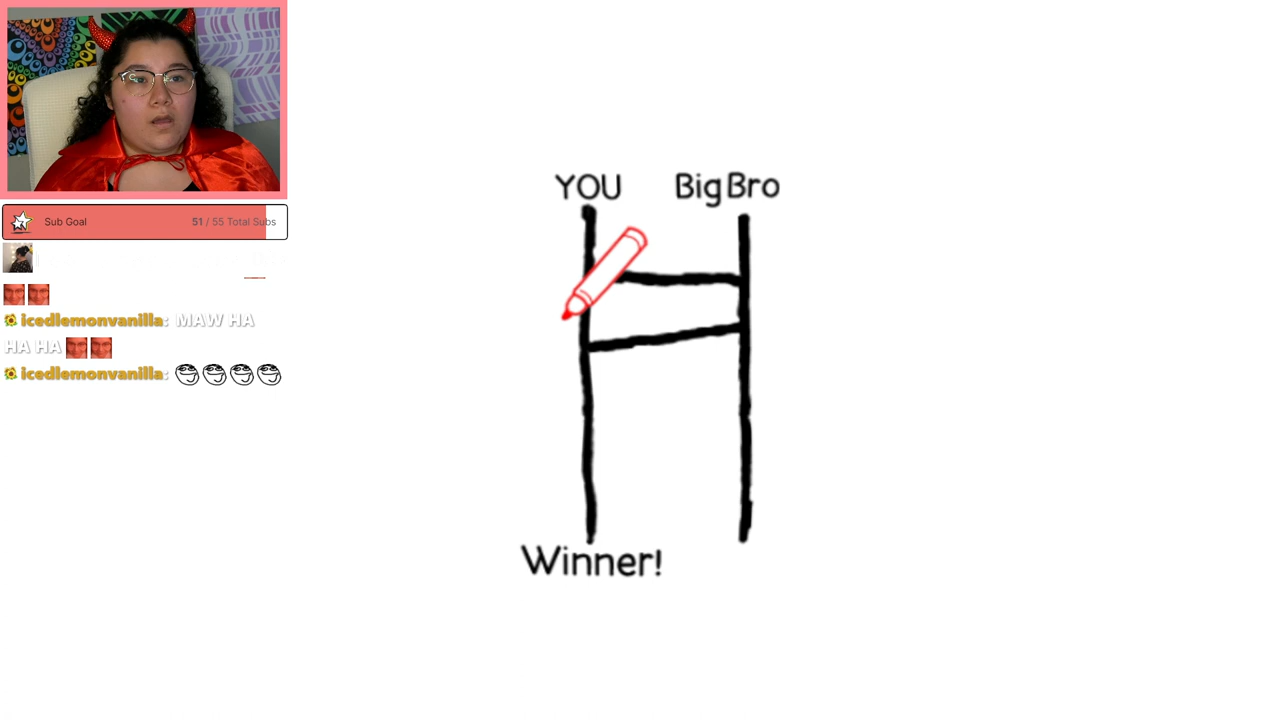 YOU BigBro
Sub Goal 51 / 55 Total Subs
icedlemonvanilla: MAW HA
HA HA
icedlemonvanilla:
Winner!